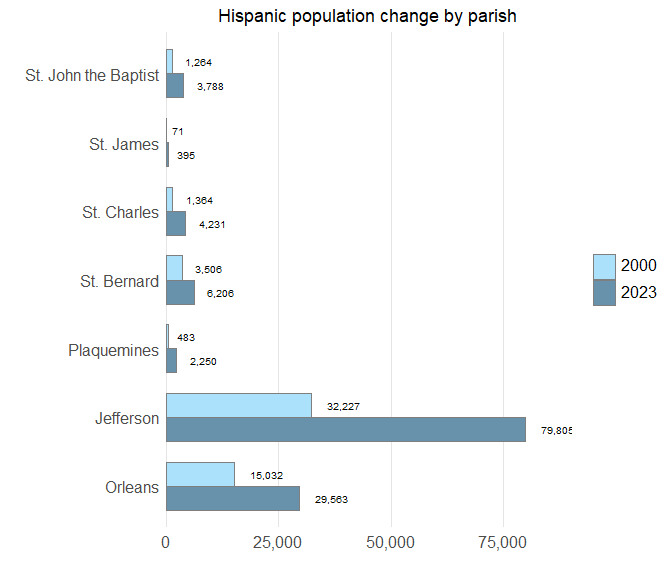 Hispanic population change by parish
St. John the Baptist
1,264
3,788
St. James
71
395
St. Charles
1,364
4,231
St. Bernard
3,506
6,206
Plaquemines
483
2,250
Jefferson
32,227
Orleans
15,032
29,563
0
25,000
50,000
75,000
2000
2023